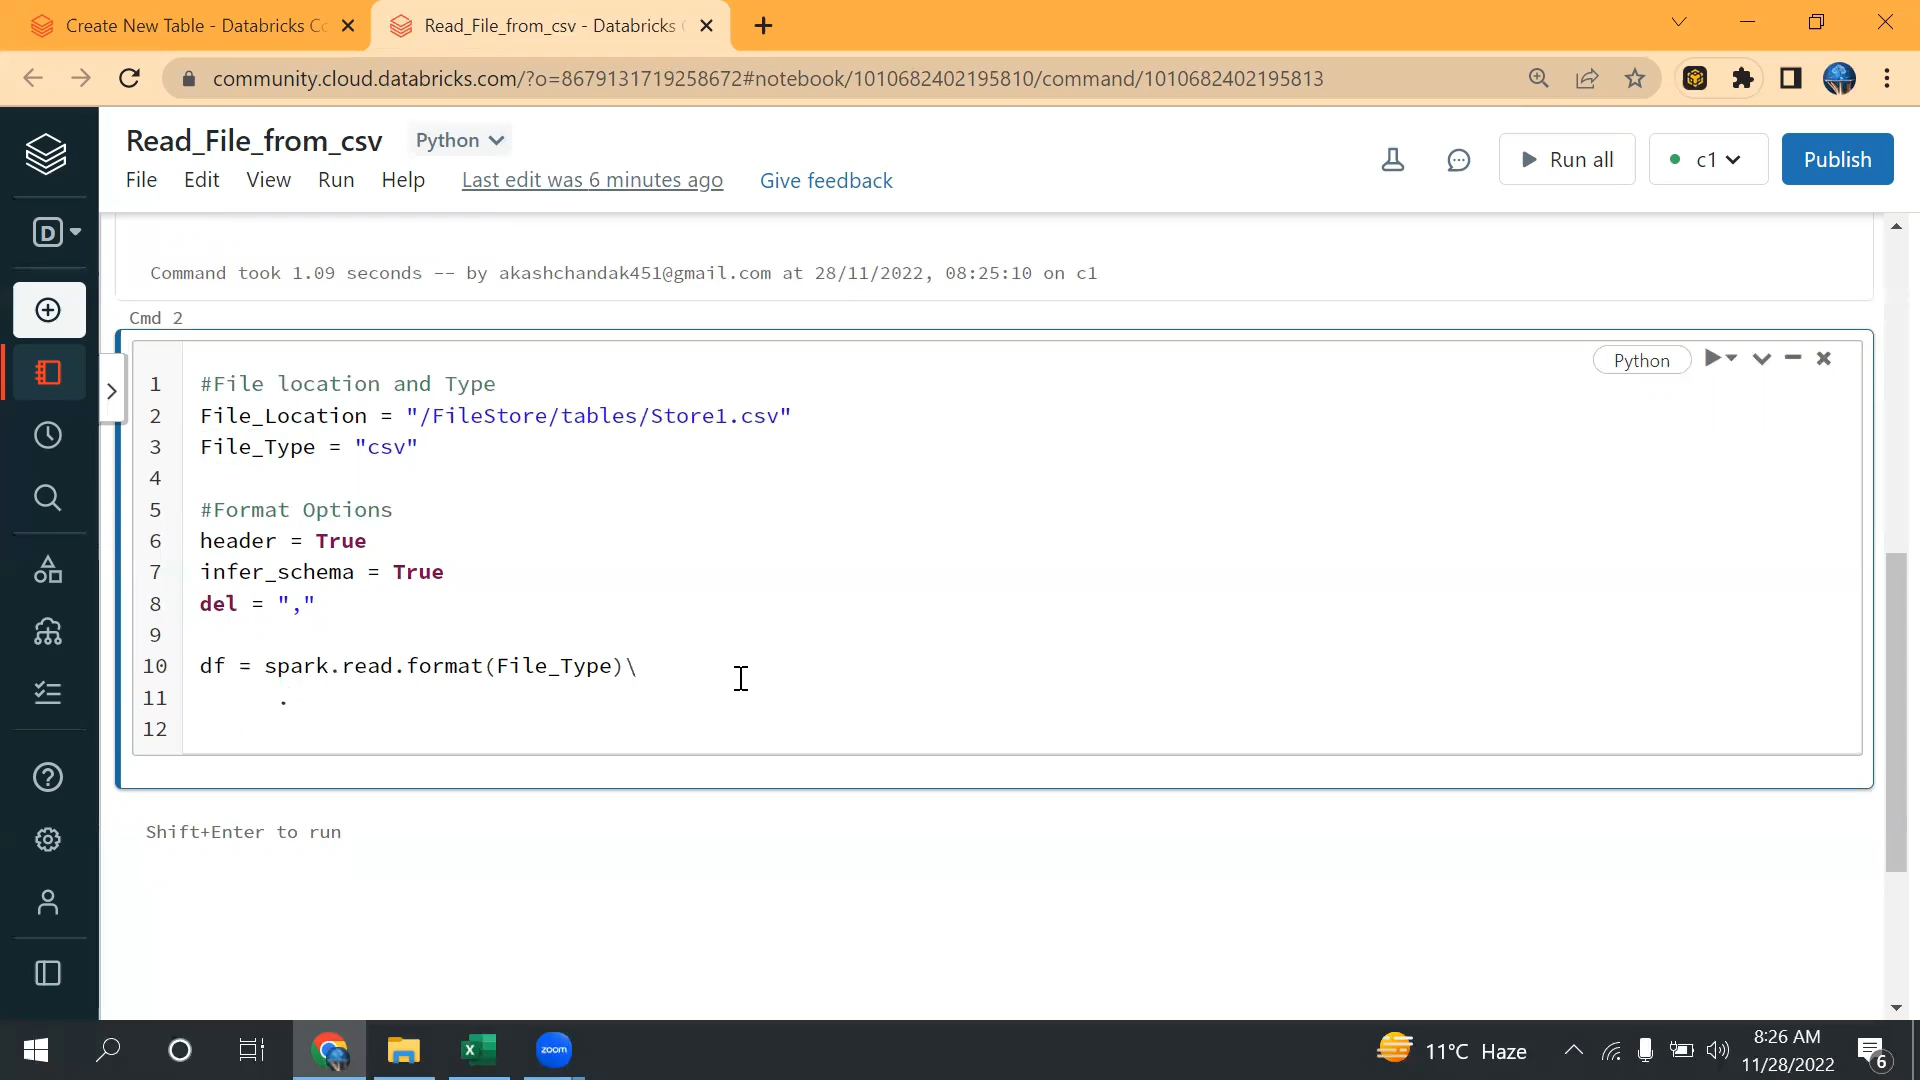 Create New Table - Databricks Co
Read_File_from_csv - Databricks C
community.cloud.databricks.com/?o=8679131719258672#notebook/1010682402195810/command/1010682402195813
Read_File_from_csv
Python
File
Edit
View
Run
Help
Last edit was 6 minutes ago
Give feedback
Run all
c1
Publish
D
Command took 1.09 seconds -- by akashchandak451@gmail.com at 28/11/2022, 08:25:10 on c1
Cmd 2
Python
1 #File location and Type
2 File_Location = "/FileStore/tables/Store1.csv"
3 File_Type = "csv"
4
5 #Format Options
6 header = True
7 infer_schema = True
8 del = ","
9
10 df = spark.read.format(File_Type)\
11 .
12
Shift+Enter to run
zoom
11°C Haze
8:26 AM
11/28/2022
6